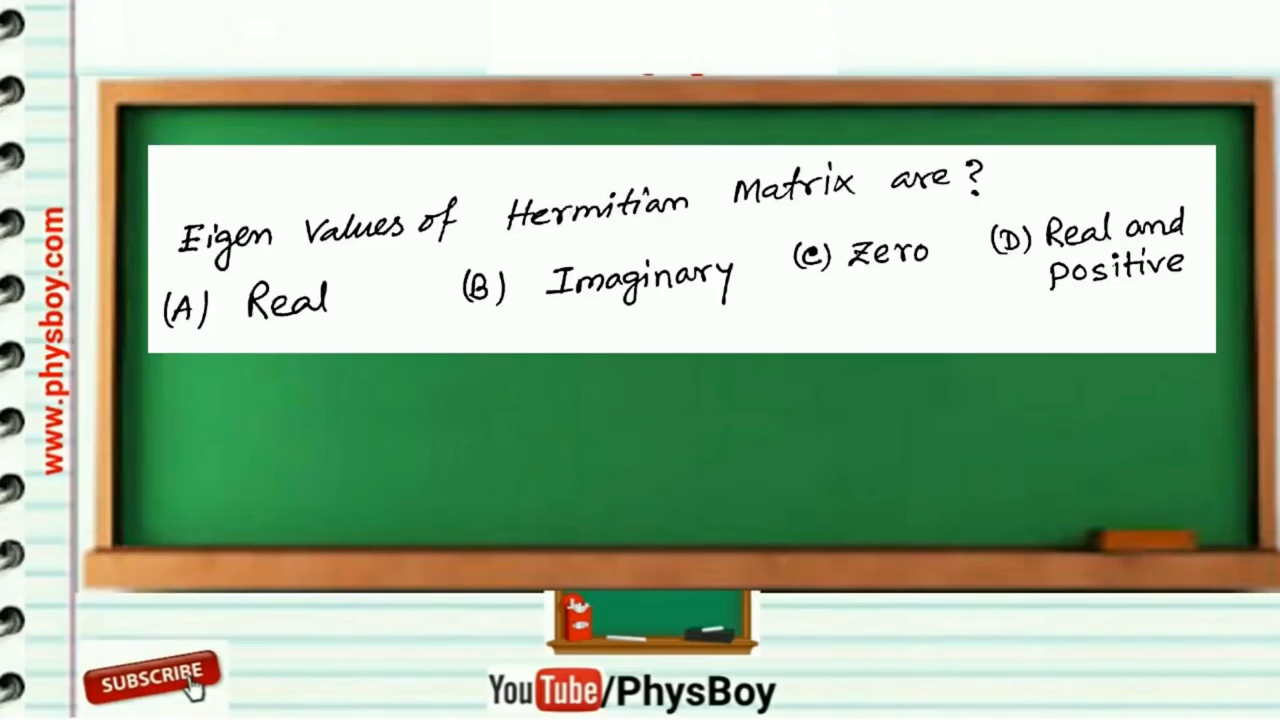 Eigen Values of Hermitian Matrix are?
(A) Real (B) Imaginary (C) Zero (D) Real and
positive
www.physboy.com
SUBSCRIBE
YouTube/PhysBoy